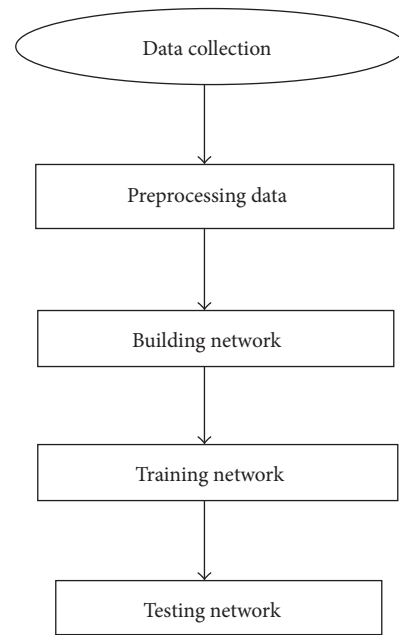 Data collection
Preprocessing data
Building network
Training network
Testing network